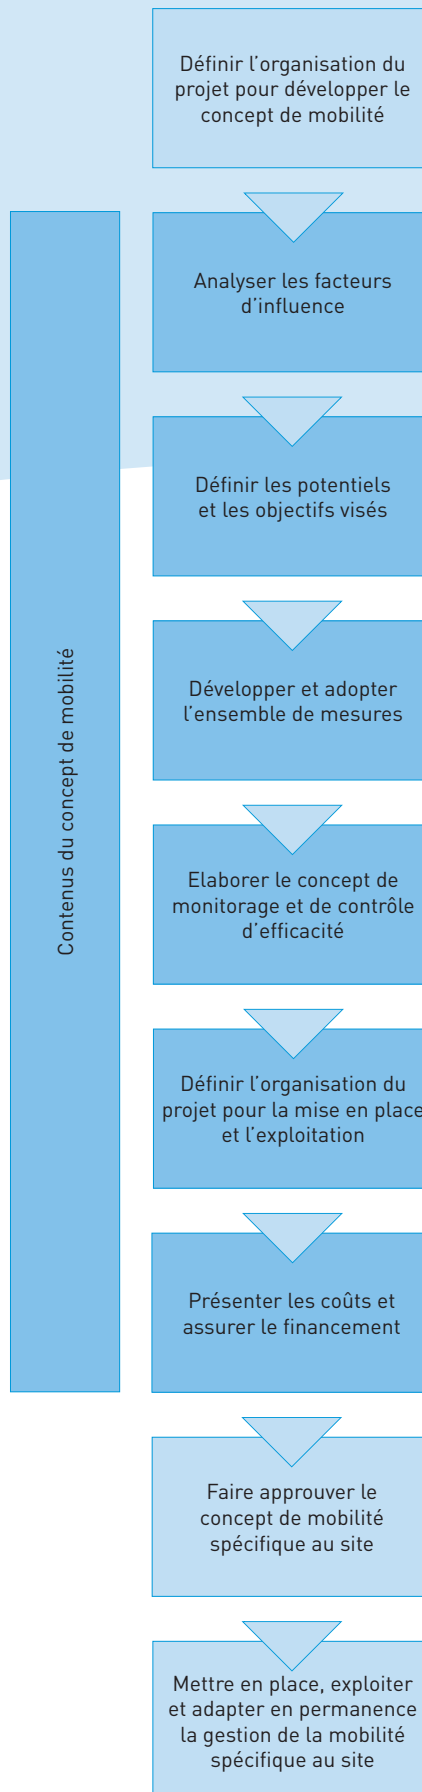 Définir l’organisation du
projet pour développer le
concept de mobilité
Analyser les facteurs
d’influence
Définir les potentiels
et les objectifs visés
Contenus du concept de mobilité
Développer et adopter
l’ensemble de mesures
Elaborer le concept de
monitorage et de contrôle
d’efficacité
Définir l’organisation du
projet pour la mise en place
et l’exploitation
Présenter les coûts et
assurer le financement
Faire approuver le
concept de mobilité
spécifique au site
Mettre en place, exploiter
et adapter en permanence
la gestion de la mobilité
spécifique au site